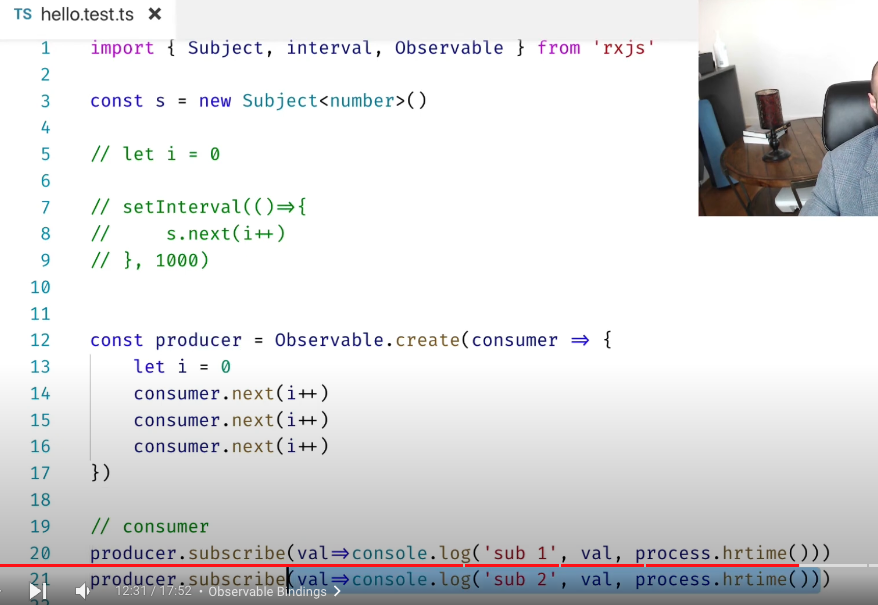 TS hello.test.ts ×
1 import { Subject, interval, Observable } from 'rxjs'
2
3 const s = new Subject<number>()
4
5 // let i = 0
6
7 // setInterval(()=>{
8 //     s.next(i++)
9 // }, 1000)
10
11
12 const producer = Observable.create(consumer => {
13     let i = 0
14     consumer.next(i++)
15     consumer.next(i++)
16     consumer.next(i++)
17 })
18
19 // consumer
20 producer.subscribe(val=>console.log('sub 1', val, process.hrtime()))
21 producer.subscribe(val=>console.log('sub 2', val, process.hrtime()))
12:31 / 17:52 • Observable Bindings >